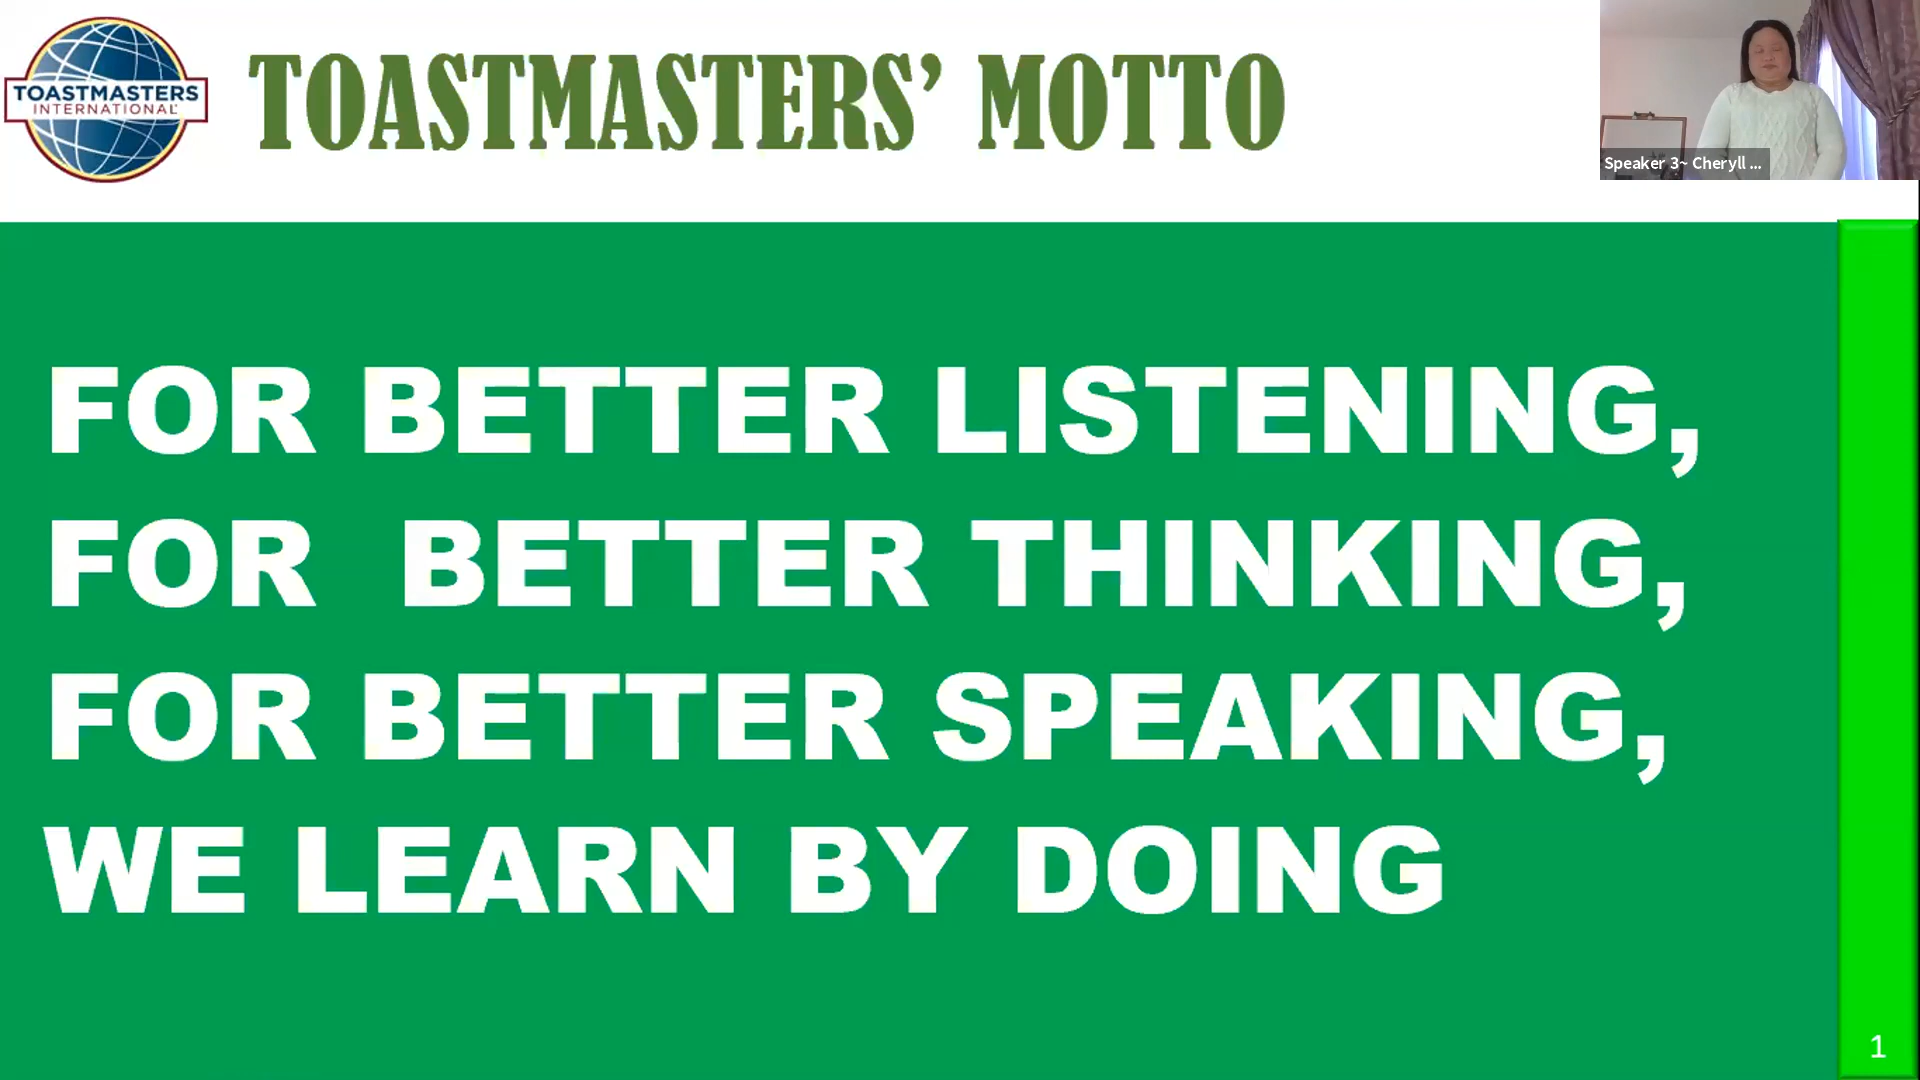 TOASTMASTERS
INTERNATIONAL
TOASTMASTERS’ MOTTO
Speaker 3~ Cheryll ...
FOR BETTER LISTENING,
FOR BETTER THINKING,
FOR BETTER SPEAKING,
WE LEARN BY DOING
1